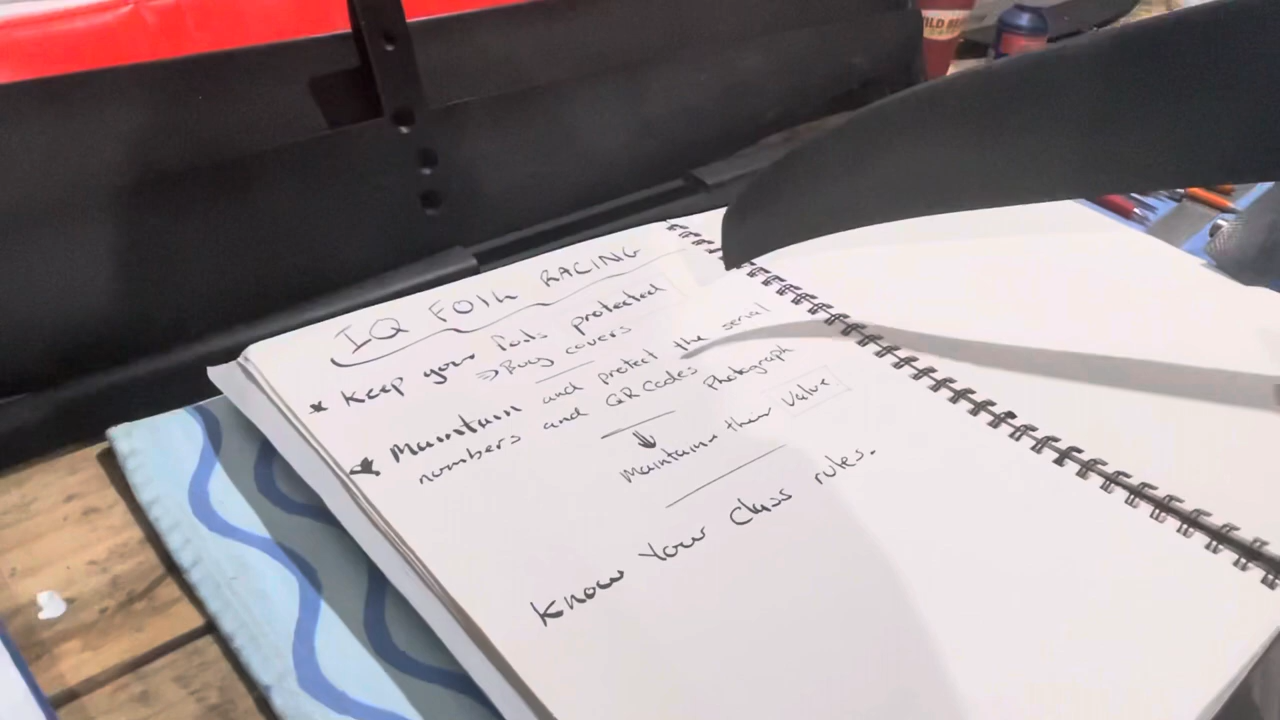 IQ FOIL RACING
* Keep your foils protected
=> Buy covers
* Maintain and protect the serial
numbers and QR Codes Photograph
Maintain their Value
Know Your Class rules.